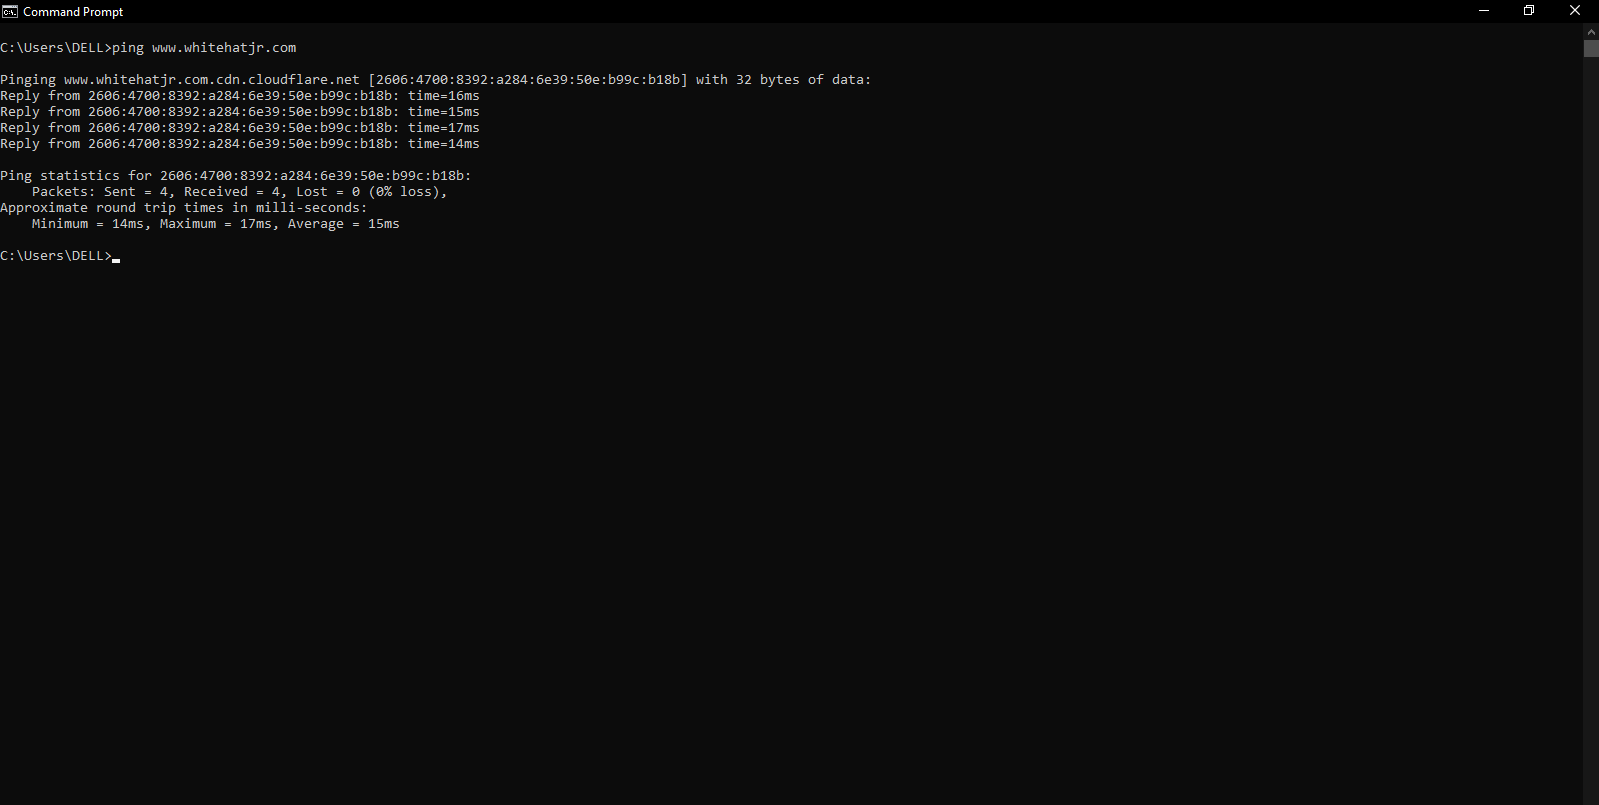 Command Prompt
C:\Users\DELL>ping www.whitehatjr.com
Pinging www.whitehatjr.com.cdn.cloudflare.net [2606:4700:8392:a284:6e39:50e:b99c:b18b] with 32 bytes of data:
Reply from 2606:4700:8392:a284:6e39:50e:b99c:b18b: time=16ms
Reply from 2606:4700:8392:a284:6e39:50e:b99c:b18b: time=15ms
Reply from 2606:4700:8392:a284:6e39:50e:b99c:b18b: time=17ms
Reply from 2606:4700:8392:a284:6e39:50e:b99c:b18b: time=14ms
Ping statistics for 2606:4700:8392:a284:6e39:50e:b99c:b18b:
    Packets: Sent = 4, Received = 4, Lost = 0 (0% loss),
Approximate round trip times in milli-seconds:
    Minimum = 14ms, Maximum = 17ms, Average = 15ms
C:\Users\DELL>